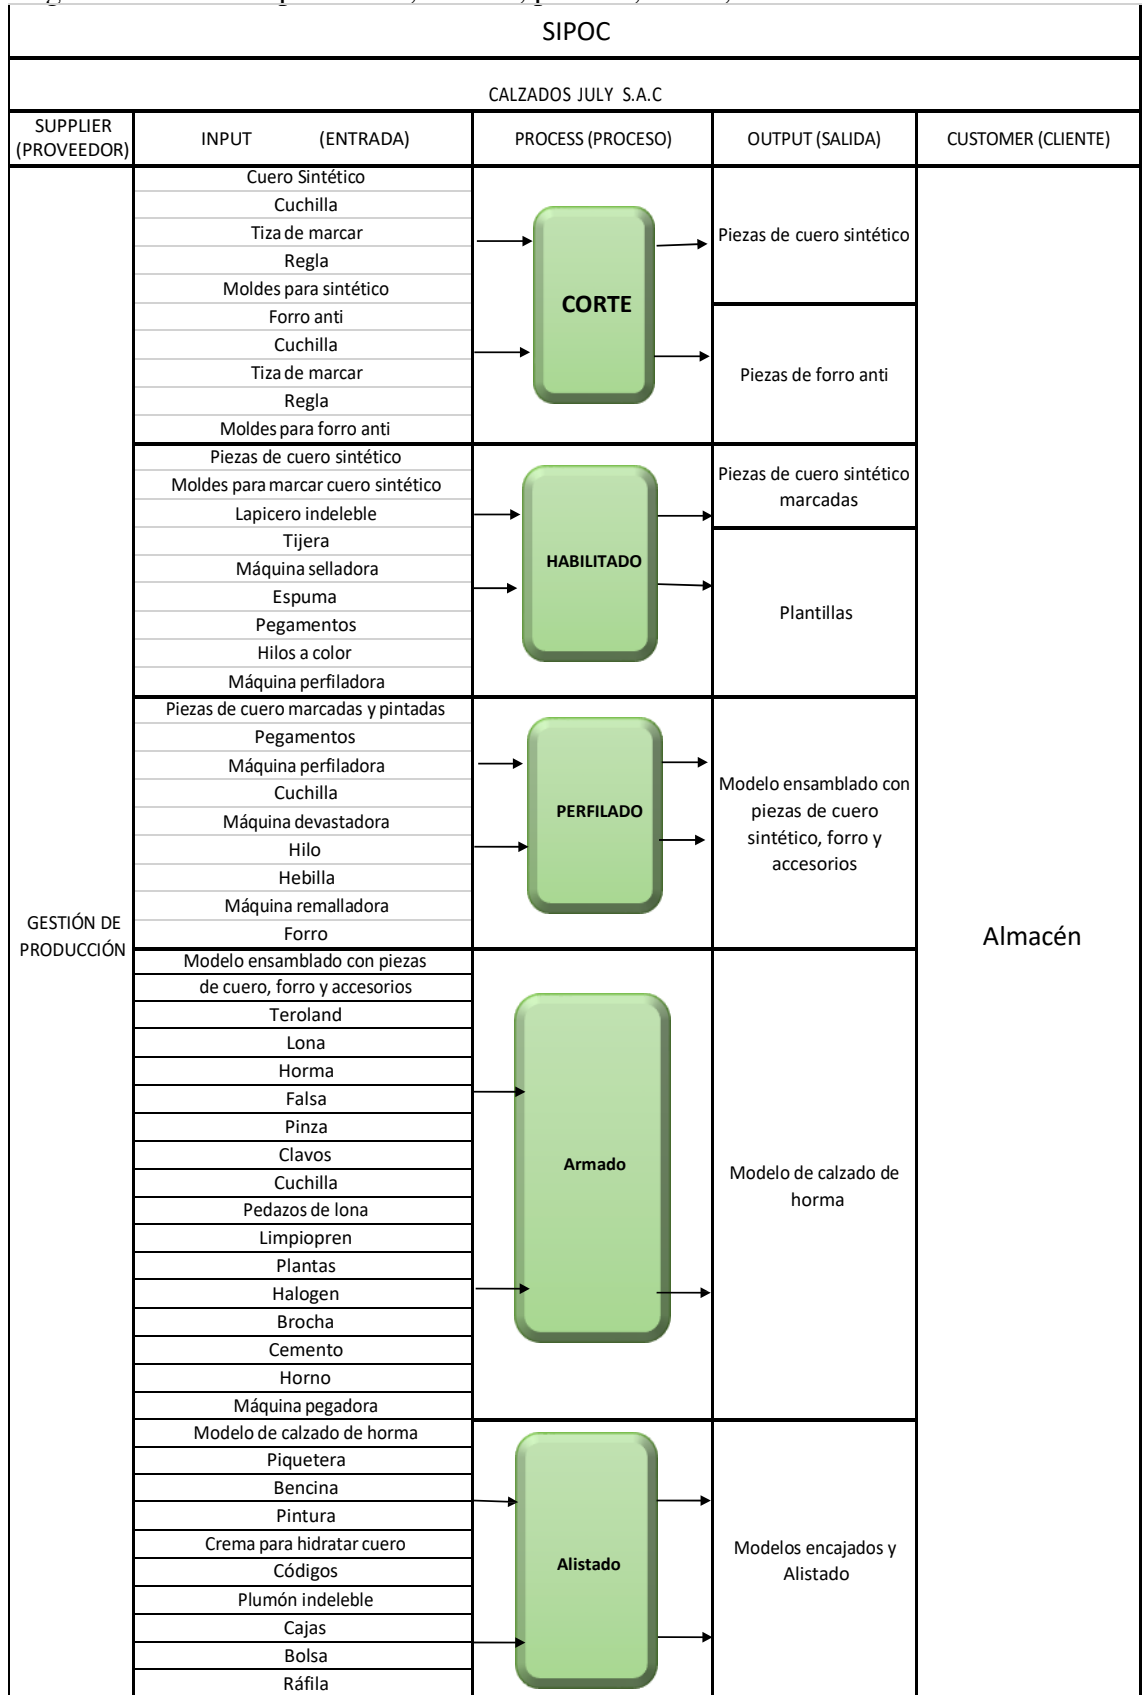 SIPOC
CALZADOS JULY S.A.C
SUPPLIER
(PROVEEDOR)
INPUT (ENTRADA)
PROCESS (PROCESO)
OUTPUT (SALIDA)
CUSTOMER (CLIENTE)
GESTIÓN DE
PRODUCCIÓN
Cuero Sintético
Cuchilla
Tiza de marcar
Regla
Moldes para sintético
Forro anti
Cuchilla
Tiza de marcar
Regla
Moldes para forro anti
CORTE
Piezas de cuero sintético
Piezas de forro anti
Piezas de cuero sintético
Moldes para marcar cuero sintético
Lapicero indeleble
Tijera
Máquina selladora
Espuma
Pegamentos
Hilos a color
Máquina perfiladora
HABILITADO
Piezas de cuero sintético
marcadas
Plantillas
Piezas de cuero marcadas y pintadas
Pegamentos
Máquina perfiladora
Cuchilla
Máquina devastadora
Hilo
Hebilla
Máquina remalladora
Forro
PERFILADO
Modelo ensamblado con
piezas de cuero
sintético, forro y
accesorios
Modelo ensamblado con piezas
de cuero, forro y accesorios
Teroland
Lona
Horma
Falsa
Pinza
Clavos
Cuchilla
Pedazos de lona
Limpiopren
Plantas
Halogen
Brocha
Cemento
Horno
Máquina pegadora
Armado
Modelo de calzado de
horma
Modelo de calzado de horma
Piquetera
Bencina
Pintura
Crema para hidratar cuero
Códigos
Plumón indeleble
Cajas
Bolsa
Ráfila
Alistado
Modelos encajados y
Alistado
Almacén